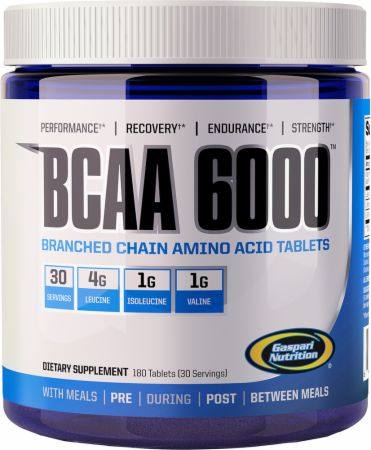 PERFORMANCE†* | RECOVERY†* | ENDURANCE†* | STRENGTH†*
BCAA 6000™
BRANCHED CHAIN AMINO ACID TABLETS
30 SERVINGS
4G LEUCINE
1G ISOLEUCINE
1G VALINE
DIETARY SUPPLEMENT 180 Tablets (30 Servings)
Gaspari
Nutrition
WITH MEALS | PRE | DURING | POST | BETWEEN MEALS